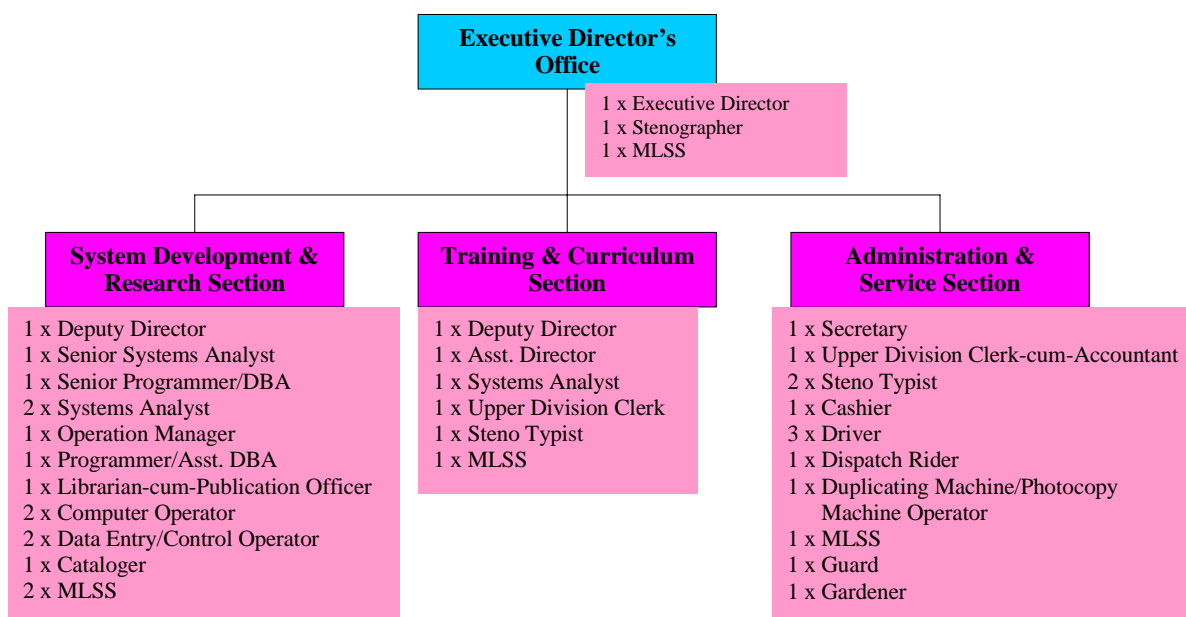 Executive Director’s
Office
1 x Executive Director
1 x Stenographer
1 x MLSS
System Development &
Research Section
1 x Deputy Director
1 x Senior Systems Analyst
1 x Senior Programmer/DBA
2 x Systems Analyst
1 x Operation Manager
1 x Programmer/Asst. DBA
1 x Librarian-cum-Publication Officer
2 x Computer Operator
2 x Data Entry/Control Operator
1 x Cataloger
2 x MLSS
Training & Curriculum
Section
1 x Deputy Director
1 x Asst. Director
1 x Systems Analyst
1 x Upper Division Clerk
1 x Steno Typist
1 x MLSS
Administration &
Service Section
1 x Secretary
1 x Upper Division Clerk-cum-Accountant
2 x Steno Typist
1 x Cashier
3 x Driver
1 x Dispatch Rider
1 x Duplicating Machine/Photocopy
Machine Operator
1 x MLSS
1 x Guard
1 x Gardener